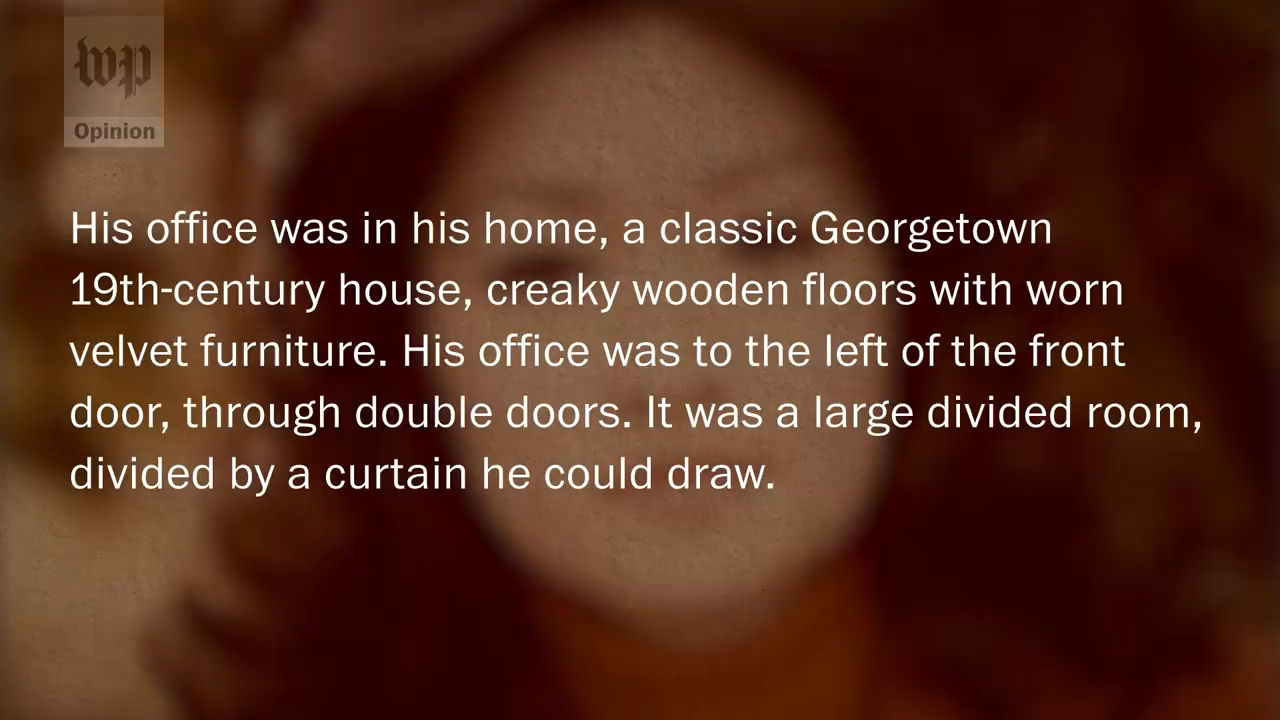 wp
Opinion
His office was in his home, a classic Georgetown
19th-century house, creaky wooden floors with worn
velvet furniture. His office was to the left of the front
door, through double doors. It was a large divided room,
divided by a curtain he could draw.